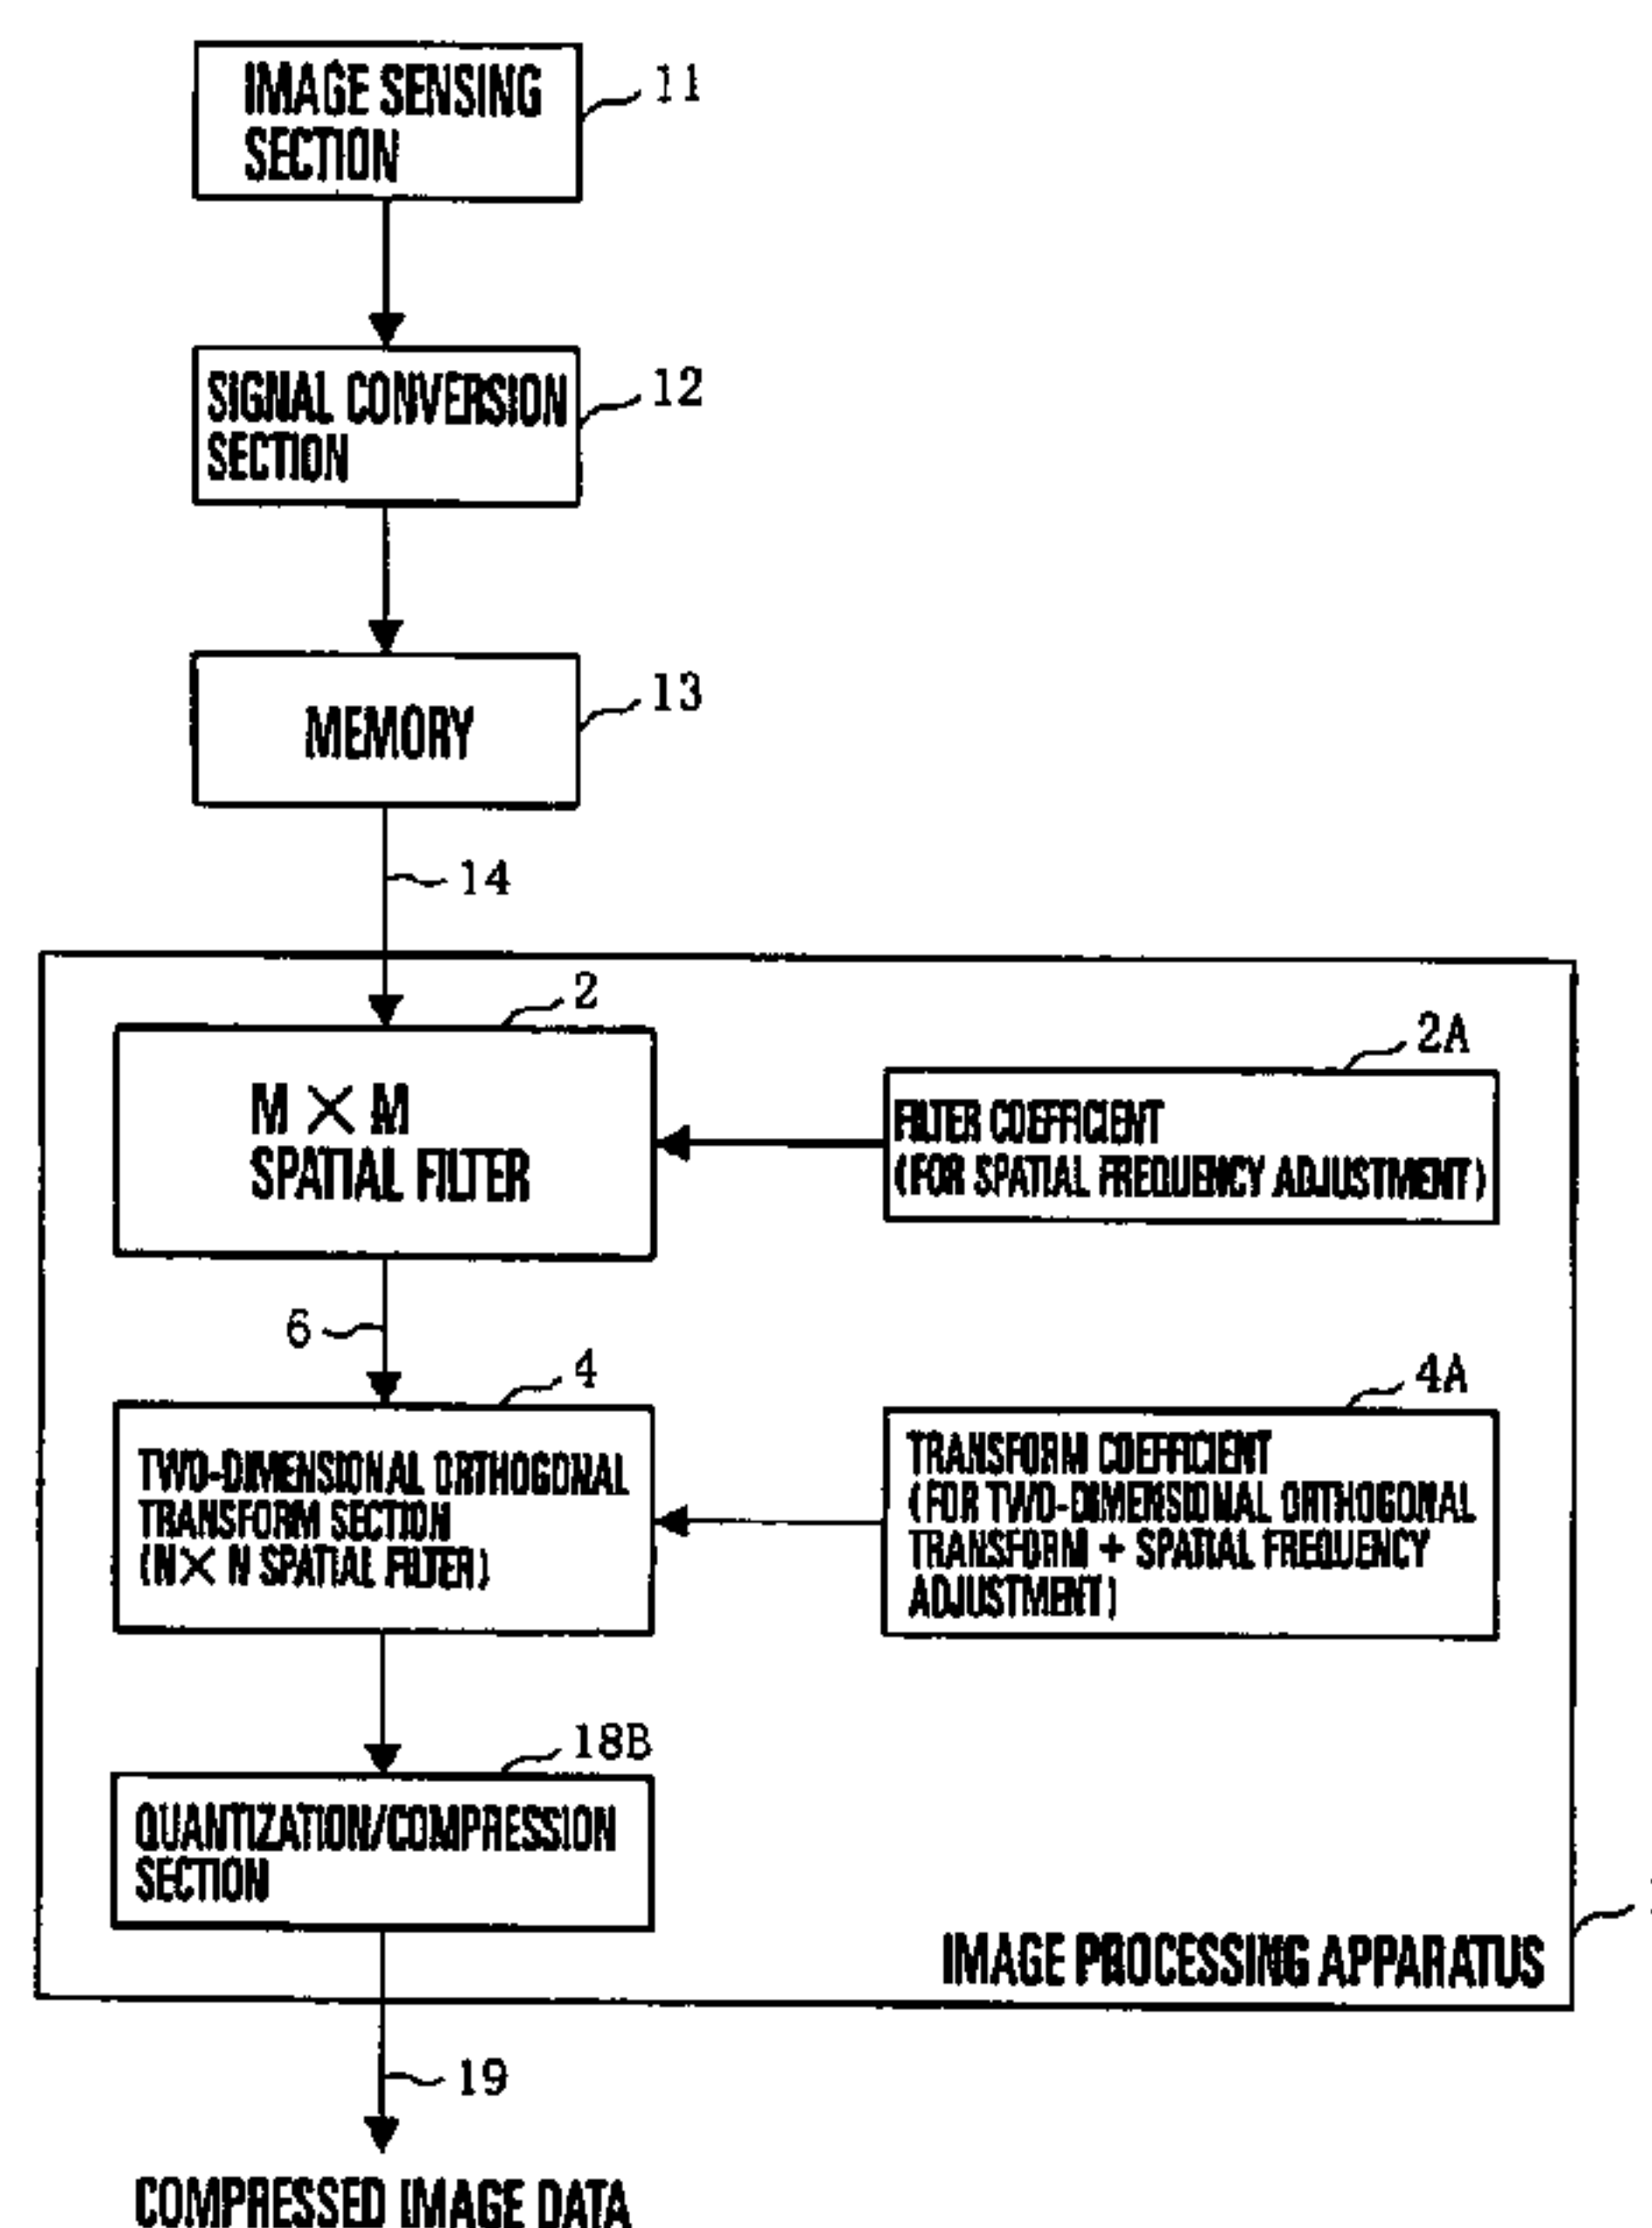 IMAGE SENSING
SECTION
11
SIGNAL CONVERSION
SECTION
12
MEMORY
13
14
2
M × M
SPATIAL FILTER
2A
FILTER COEFFICIENT
(FOR SPATIAL FREQUENCY ADJUSTMENT)
6
4
TWO-DIMENSIONAL ORTHOGONAL
TRANSFORM SECTION
(N × N SPATIAL FILTER)
4A
TRANSFORM COEFFICIENT
(FOR TWO-DIMENSIONAL ORTHOGONAL
TRANSFORM + SPATIAL FREQUENCY
ADJUSTMENT)
18B
QUANTIZATION/COMPRESSION
SECTION
IMAGE PROCESSING APPARATUS
19
COMPRESSED IMAGE DATA